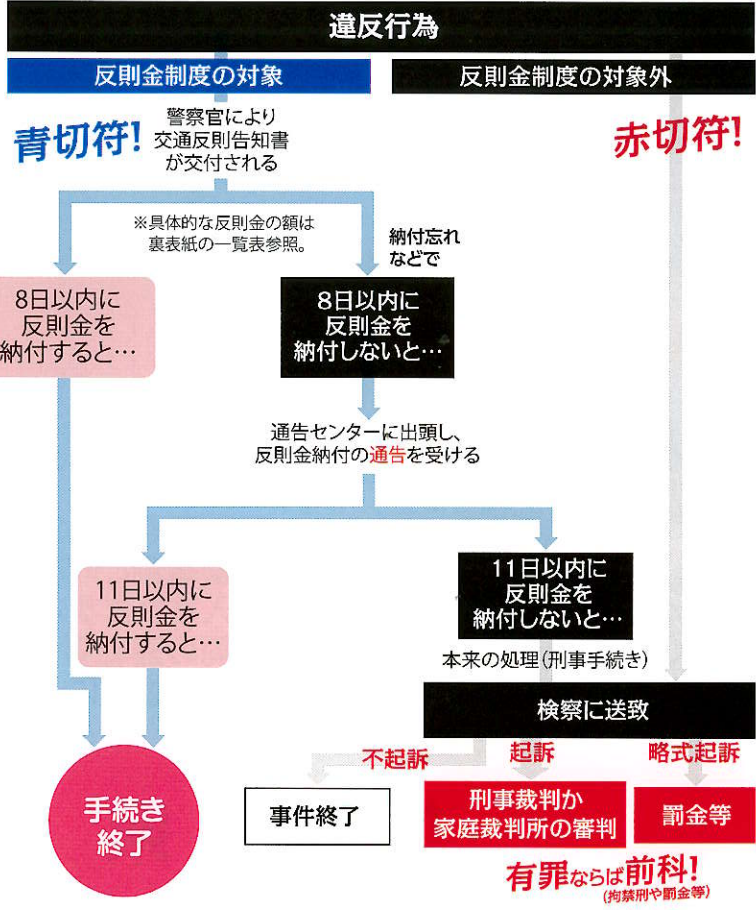 違反行為
反則金制度の対象
反則金制度の対象外
青切符!
警察官により
交通反則告知書
が交付される
赤切符!
※具体的な反則金の額は
裏表紙の一覧表参照。
納付忘れ
などで
8日以内に
反則金を
納付すると…
8日以内に
反則金を
納付しないと…
通告センターに出頭し、
反則金納付の通告を受ける
11日以内に
反則金を
納付すると…
11日以内に
反則金を
納付しないと…
本来の処理(刑事手続き)
検察に送致
不起訴
起訴
略式起訴
手続き
終了
事件終了
刑事裁判か
家庭裁判所の審判
罰金等
有罪ならば前科!
(拘禁刑や罰金等)